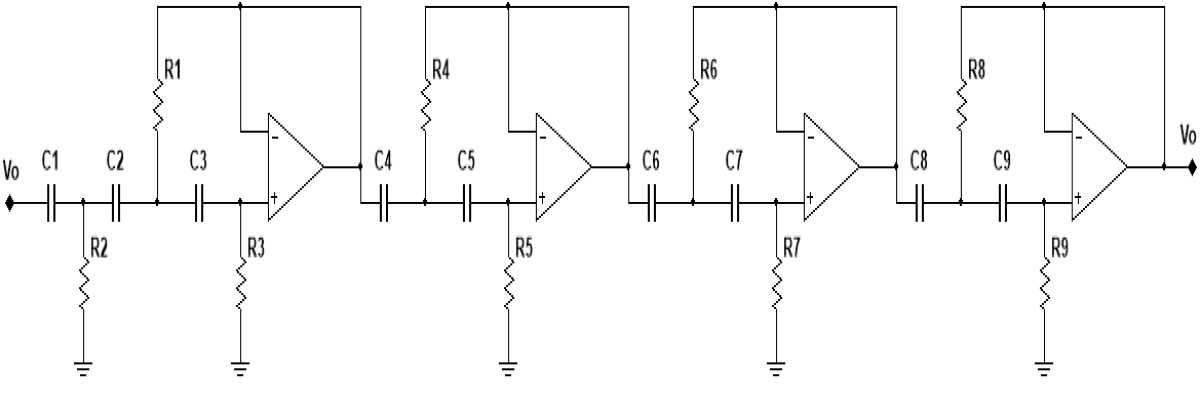 R1 R4 R6 R8
- - - -
Vo C1 C2 C3 C4 C5 C6 C7 C8 C9 Vo
+ + + +
R2 R3 R5 R7 R9